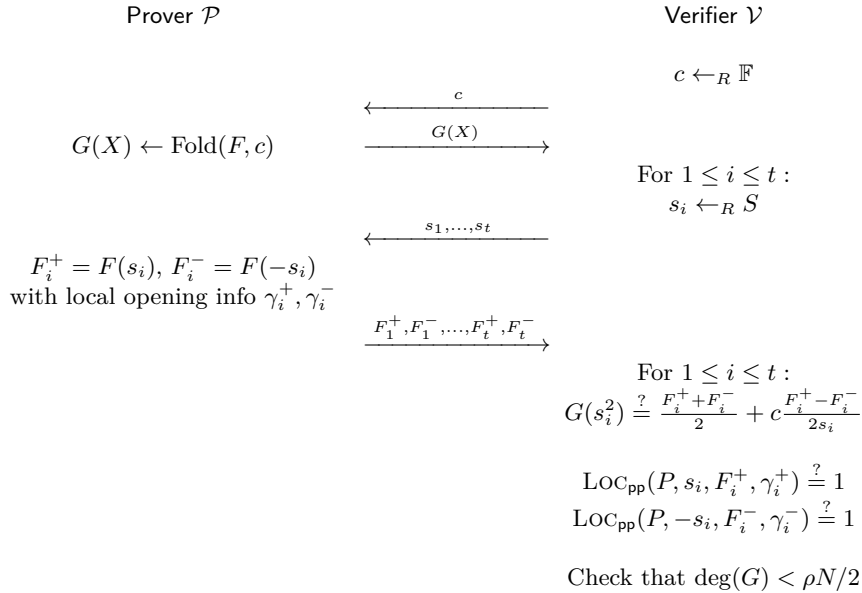 Prover 𝒫 Verifier 𝒱
c ←_R 𝔽
c
G(X) ← Fold(F, c)
G(X)
For 1 ≤ i ≤ t :
s_i ←_R S
s_1,...,s_t
F_i^+ = F(s_i), F_i^- = F(−s_i)
with local opening info γ_i^+, γ_i^-
F_1^+,F_1^-,...,F_t^+,F_t^-
For 1 ≤ i ≤ t :
G(s_i^2) ≟ (F_i^+ + F_i^-)/2 + c (F_i^+ − F_i^-)/(2s_i)
LOC_pp(P, s_i, F_i^+, γ_i^+) ≟ 1
LOC_pp(P, −s_i, F_i^-, γ_i^-) ≟ 1
Check that deg(G) < ρN/2